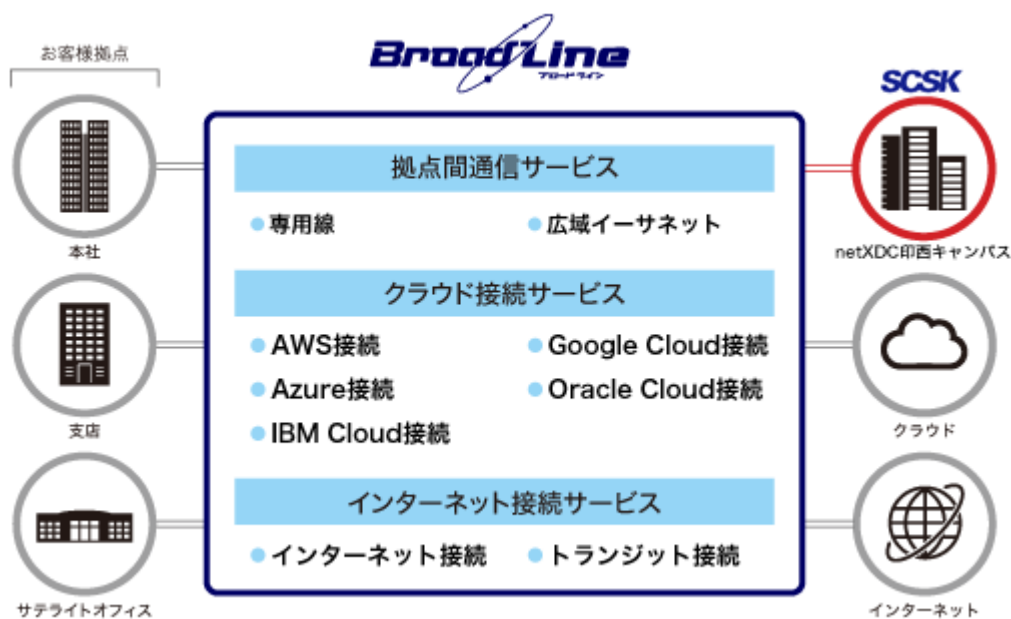 お客様拠点
BroadLine
ブロードライン
SCSK
拠点間通信サービス
専用線
広域イーサネット
本社
netXDC印西キャンパス
クラウド接続サービス
AWS接続
Google Cloud接続
Azure接続
Oracle Cloud接続
IBM Cloud接続
支店
クラウド
インターネット接続サービス
インターネット接続
トランジット接続
サテライトオフィス
インターネット